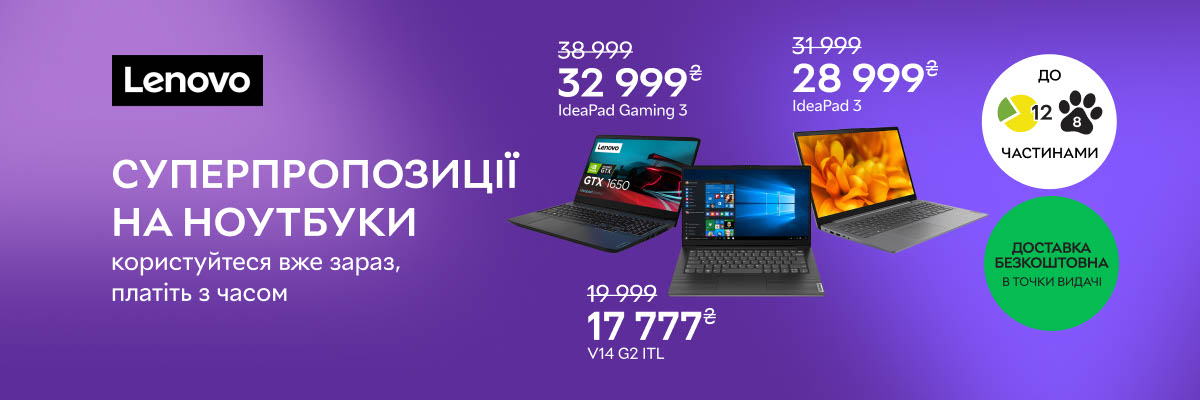 Lenovo
СУПЕРПРОПОЗИЦІЇ
НА НОУТБУКИ
користуйтеся вже зараз,
платіть з часом
38 999
32 999₴
IdeaPad Gaming 3
31 999
28 999₴
IdeaPad 3
Lenovo
GTX
GTX 1650
19 999
17 777₴
V14 G2 ITL
ДО
12 8
ЧАСТИНАМИ
ДОСТАВКА
БЕЗКОШТОВНА
В ТОЧКИ ВИДАЧІ